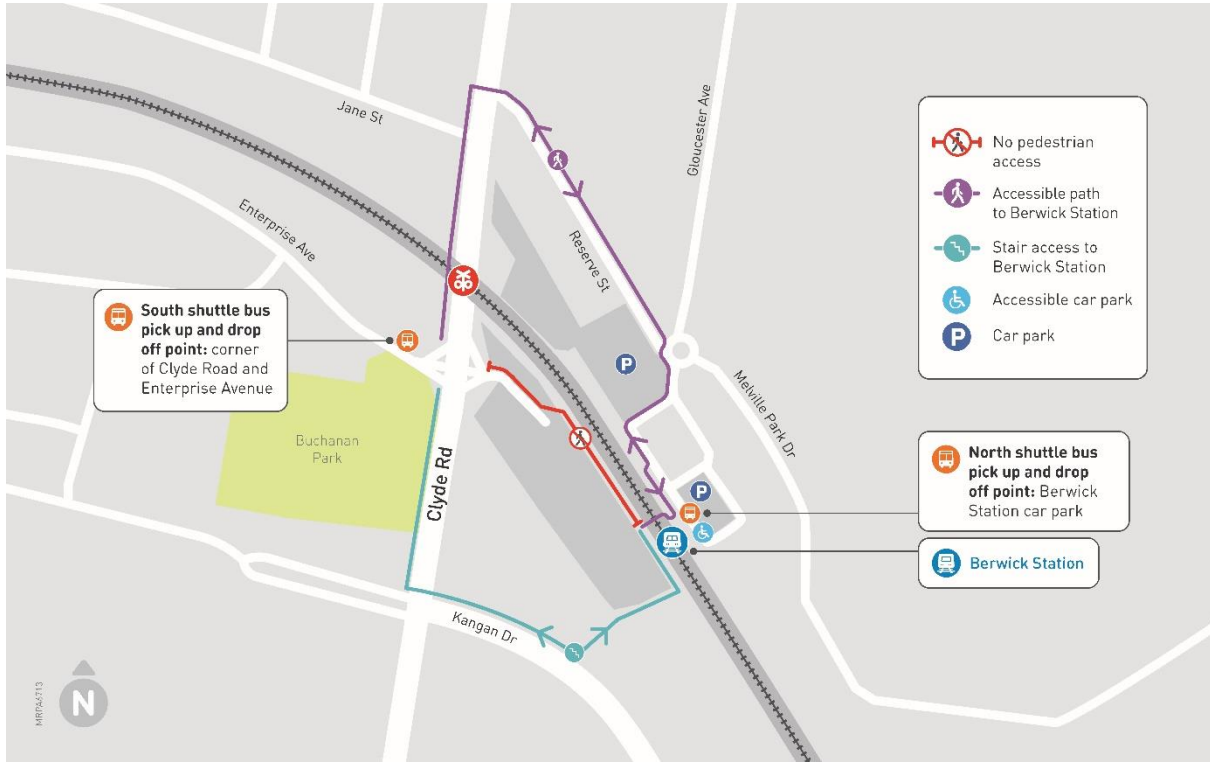 Jane St
Gloucester Ave
Enterprise Ave
Reserve St
No pedestrian
access
Accessible path
to Berwick Station
Stair access to
Berwick Station
Accessible car park
P
Car park
South shuttle bus
pick up and drop
off point: corner
of Clyde Road and
Enterprise Avenue
P
Buchanan
Park
Clyde Rd
Melville Park Dr
P
North shuttle bus
pick up and drop
off point: Berwick
Station car park
Berwick Station
Kangan Dr
MRPA6713
N